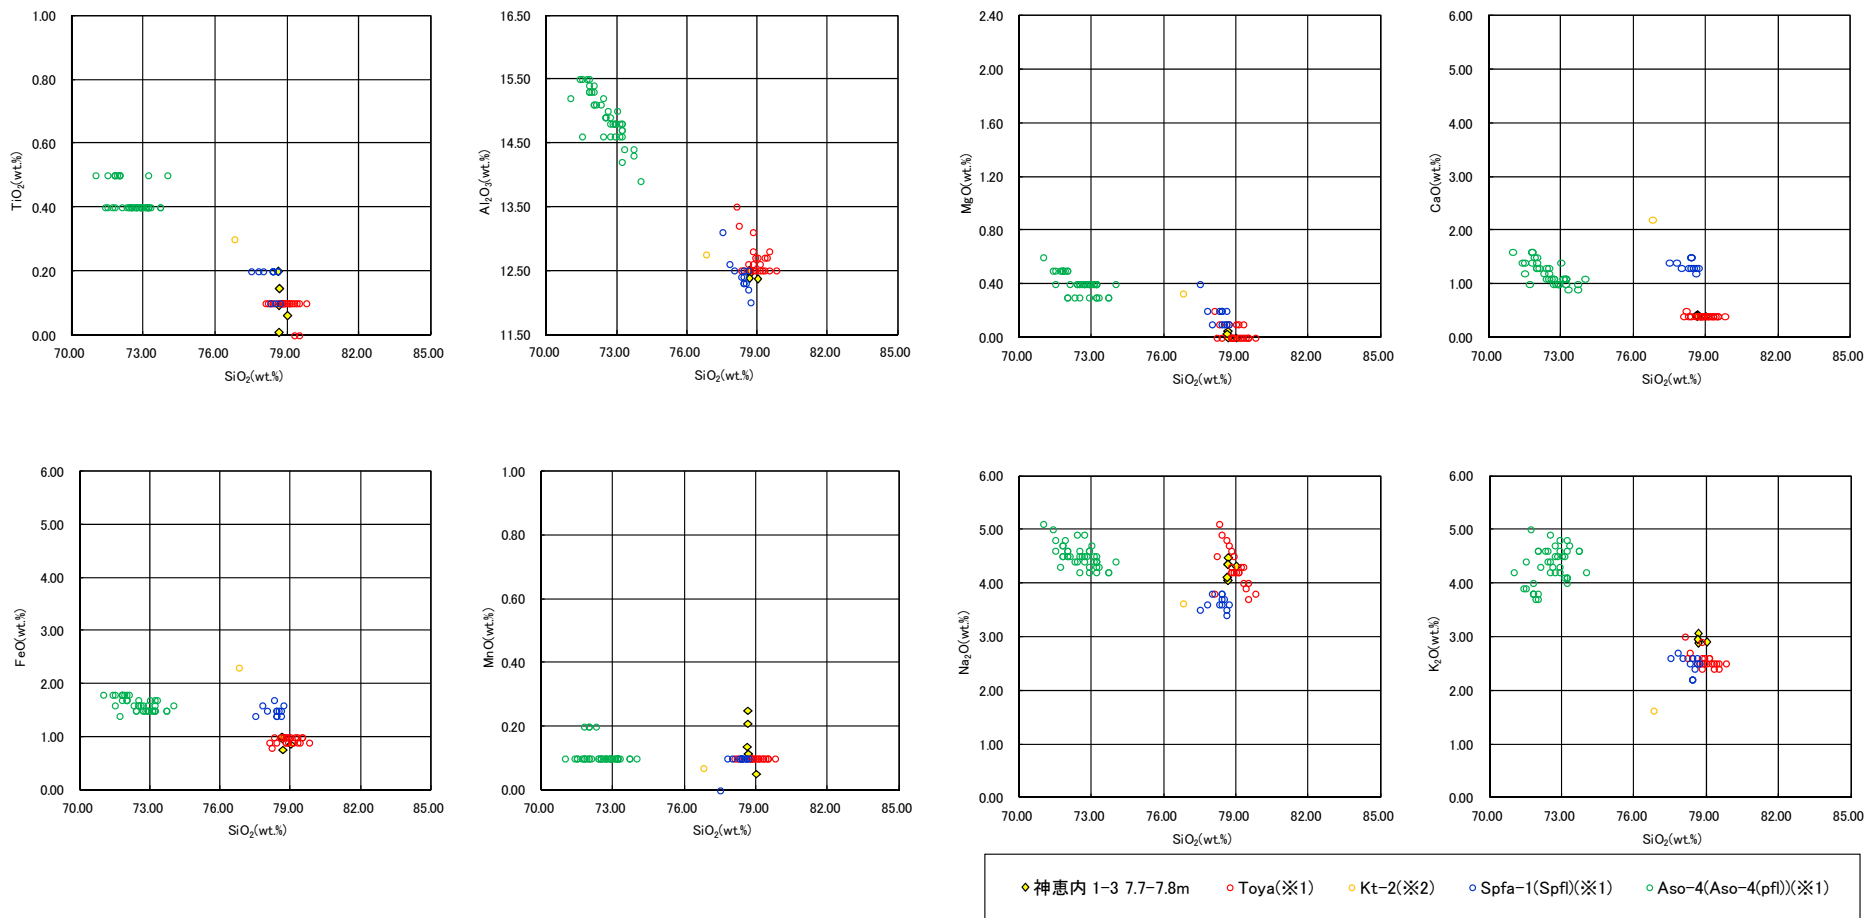 1.00
0.80
0.60
0.40
0.20
0.00
TiO2(wt.%)
70.00 73.00 76.00 79.00 82.00 85.00
SiO2(wt.%)
16.50
15.50
14.50
13.50
12.50
11.50
Al2O3(wt.%)
70.00 73.00 76.00 79.00 82.00 85.00
SiO2(wt.%)
2.40
2.00
1.60
1.20
0.80
0.40
0.00
MgO(wt.%)
70.00 73.00 76.00 79.00 82.00 85.00
SiO2(wt.%)
6.00
5.00
4.00
3.00
2.00
1.00
0.00
CaO(wt.%)
70.00 73.00 76.00 79.00 82.00 85.00
SiO2(wt.%)
6.00
5.00
4.00
3.00
2.00
1.00
0.00
FeO(wt.%)
70.00 73.00 76.00 79.00 82.00 85.00
SiO2(wt.%)
1.00
0.80
0.60
0.40
0.20
0.00
MnO(wt.%)
70.00 73.00 76.00 79.00 82.00 85.00
SiO2(wt.%)
6.00
5.00
4.00
3.00
2.00
1.00
0.00
Na2O(wt.%)
70.00 73.00 76.00 79.00 82.00 85.00
SiO2(wt.%)
6.00
5.00
4.00
3.00
2.00
1.00
0.00
K2O(wt.%)
70.00 73.00 76.00 79.00 82.00 85.00
SiO2(wt.%)
神恵内 1-3 7.7-7.8m Toya(※1) Kt-2(※2) Spfa-1(Spfl)(※1) Aso-4(Aso-4(pfl))(※1)